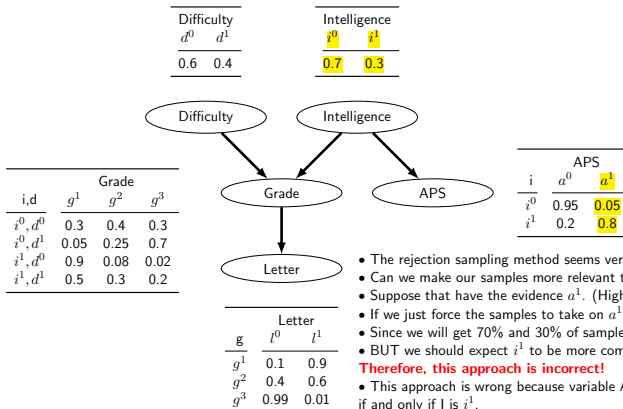 Difficulty
d⁰ d¹
0.6 0.4
Intelligence
i⁰ i¹
0.7 0.3
Difficulty
Intelligence
Grade
i,d g¹ g² g³
i⁰, d⁰ 0.3 0.4 0.3
i⁰, d¹ 0.05 0.25 0.7
i¹, d⁰ 0.9 0.08 0.02
i¹, d¹ 0.5 0.3 0.2
Grade
APS
APS
i a⁰ a¹
i⁰ 0.95 0.05
i¹ 0.2 0.8
Letter
Letter
g l⁰ l¹
g¹ 0.1 0.9
g² 0.4 0.6
g³ 0.99 0.01
• The rejection sampling method seems
• Can we make our samples more relevant
• Suppose that have the evidence a¹. (High
• If we just force the samples to take on a¹
• Since we will get 70% and 30% of
• BUT we should expect i¹ to be more
Therefore, this approach is incorrect!
• This approach is wrong because variable
if and only if I is i¹.